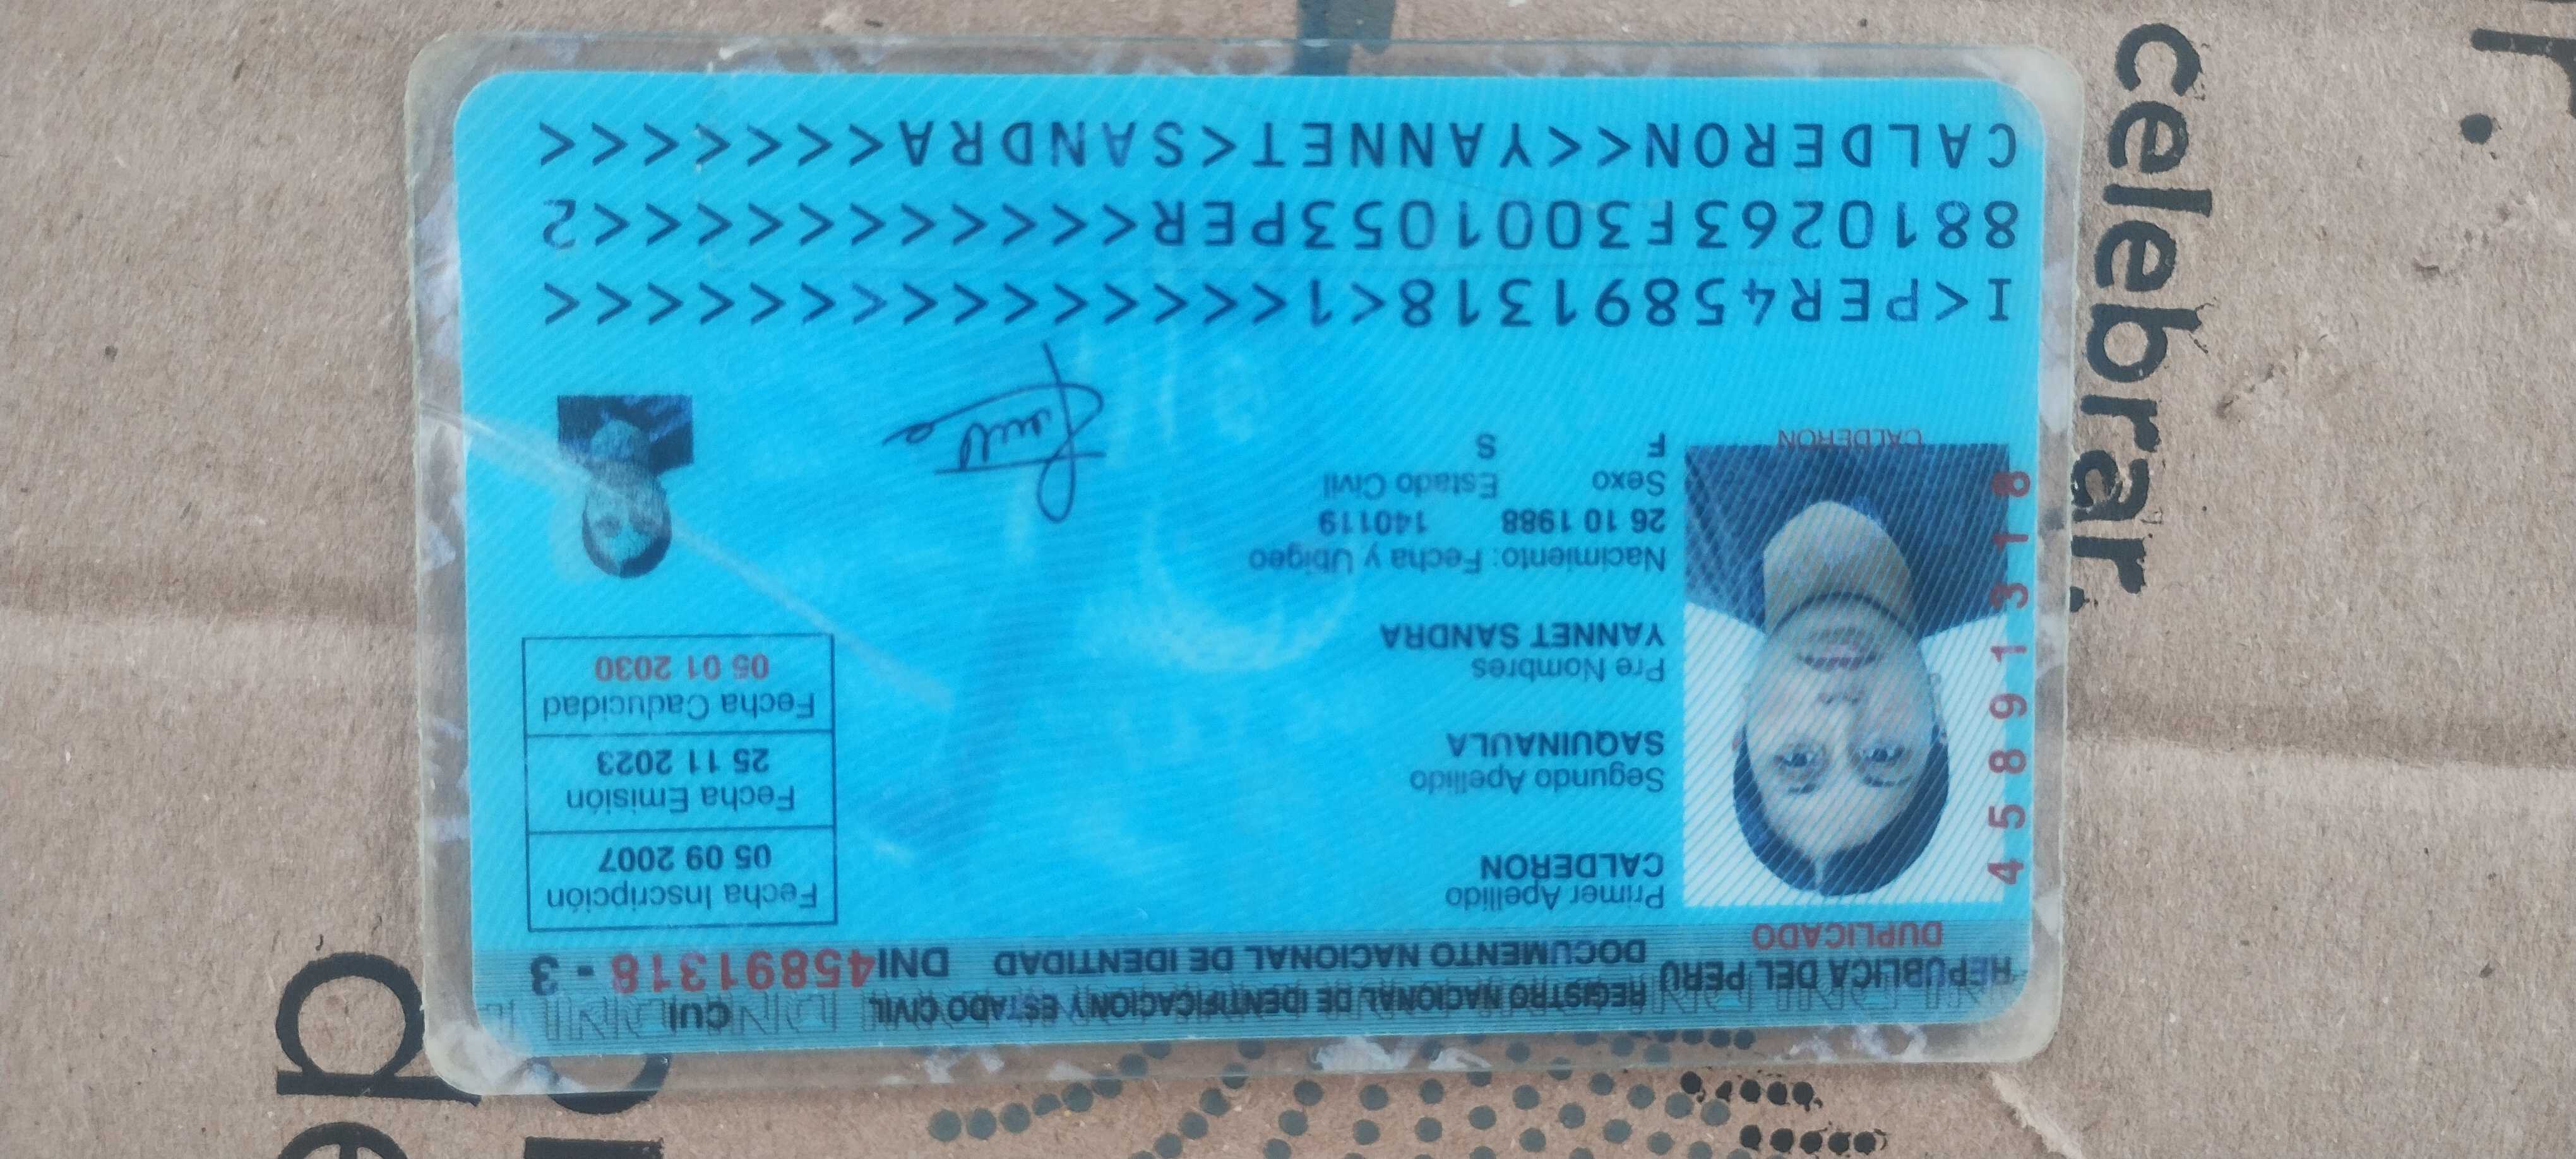 REPUBLICA DEL PERU
REGISTRO NACIONAL DE IDENTIFICACION Y ESTADO CIVIL
CUI
DUPLICADO
DOCUMENTO NACIONAL DE IDENTIDAD
DNI45891318 - 3
Primer Apellido
CALDERON
Segundo Apellido
SAQUINAULA
Pre Nombres
YANNET SANDRA
Nacimiento: Fecha y Ubigeo
26 10 1988 140119
Sexo Estado Civil
F S
Fecha Inscripción
05 09 2007
Fecha Emisión
25 11 2023
Fecha Caducidad
05 01 2030
45891318
CALDERON
I<PER45891318<1<<<<<<<<<<<<<<<
8810263F3001053PER<<<<<<<<<<<2
CALDERON<<YANNET<SANDRA<<<<<<<
celebrar.
de